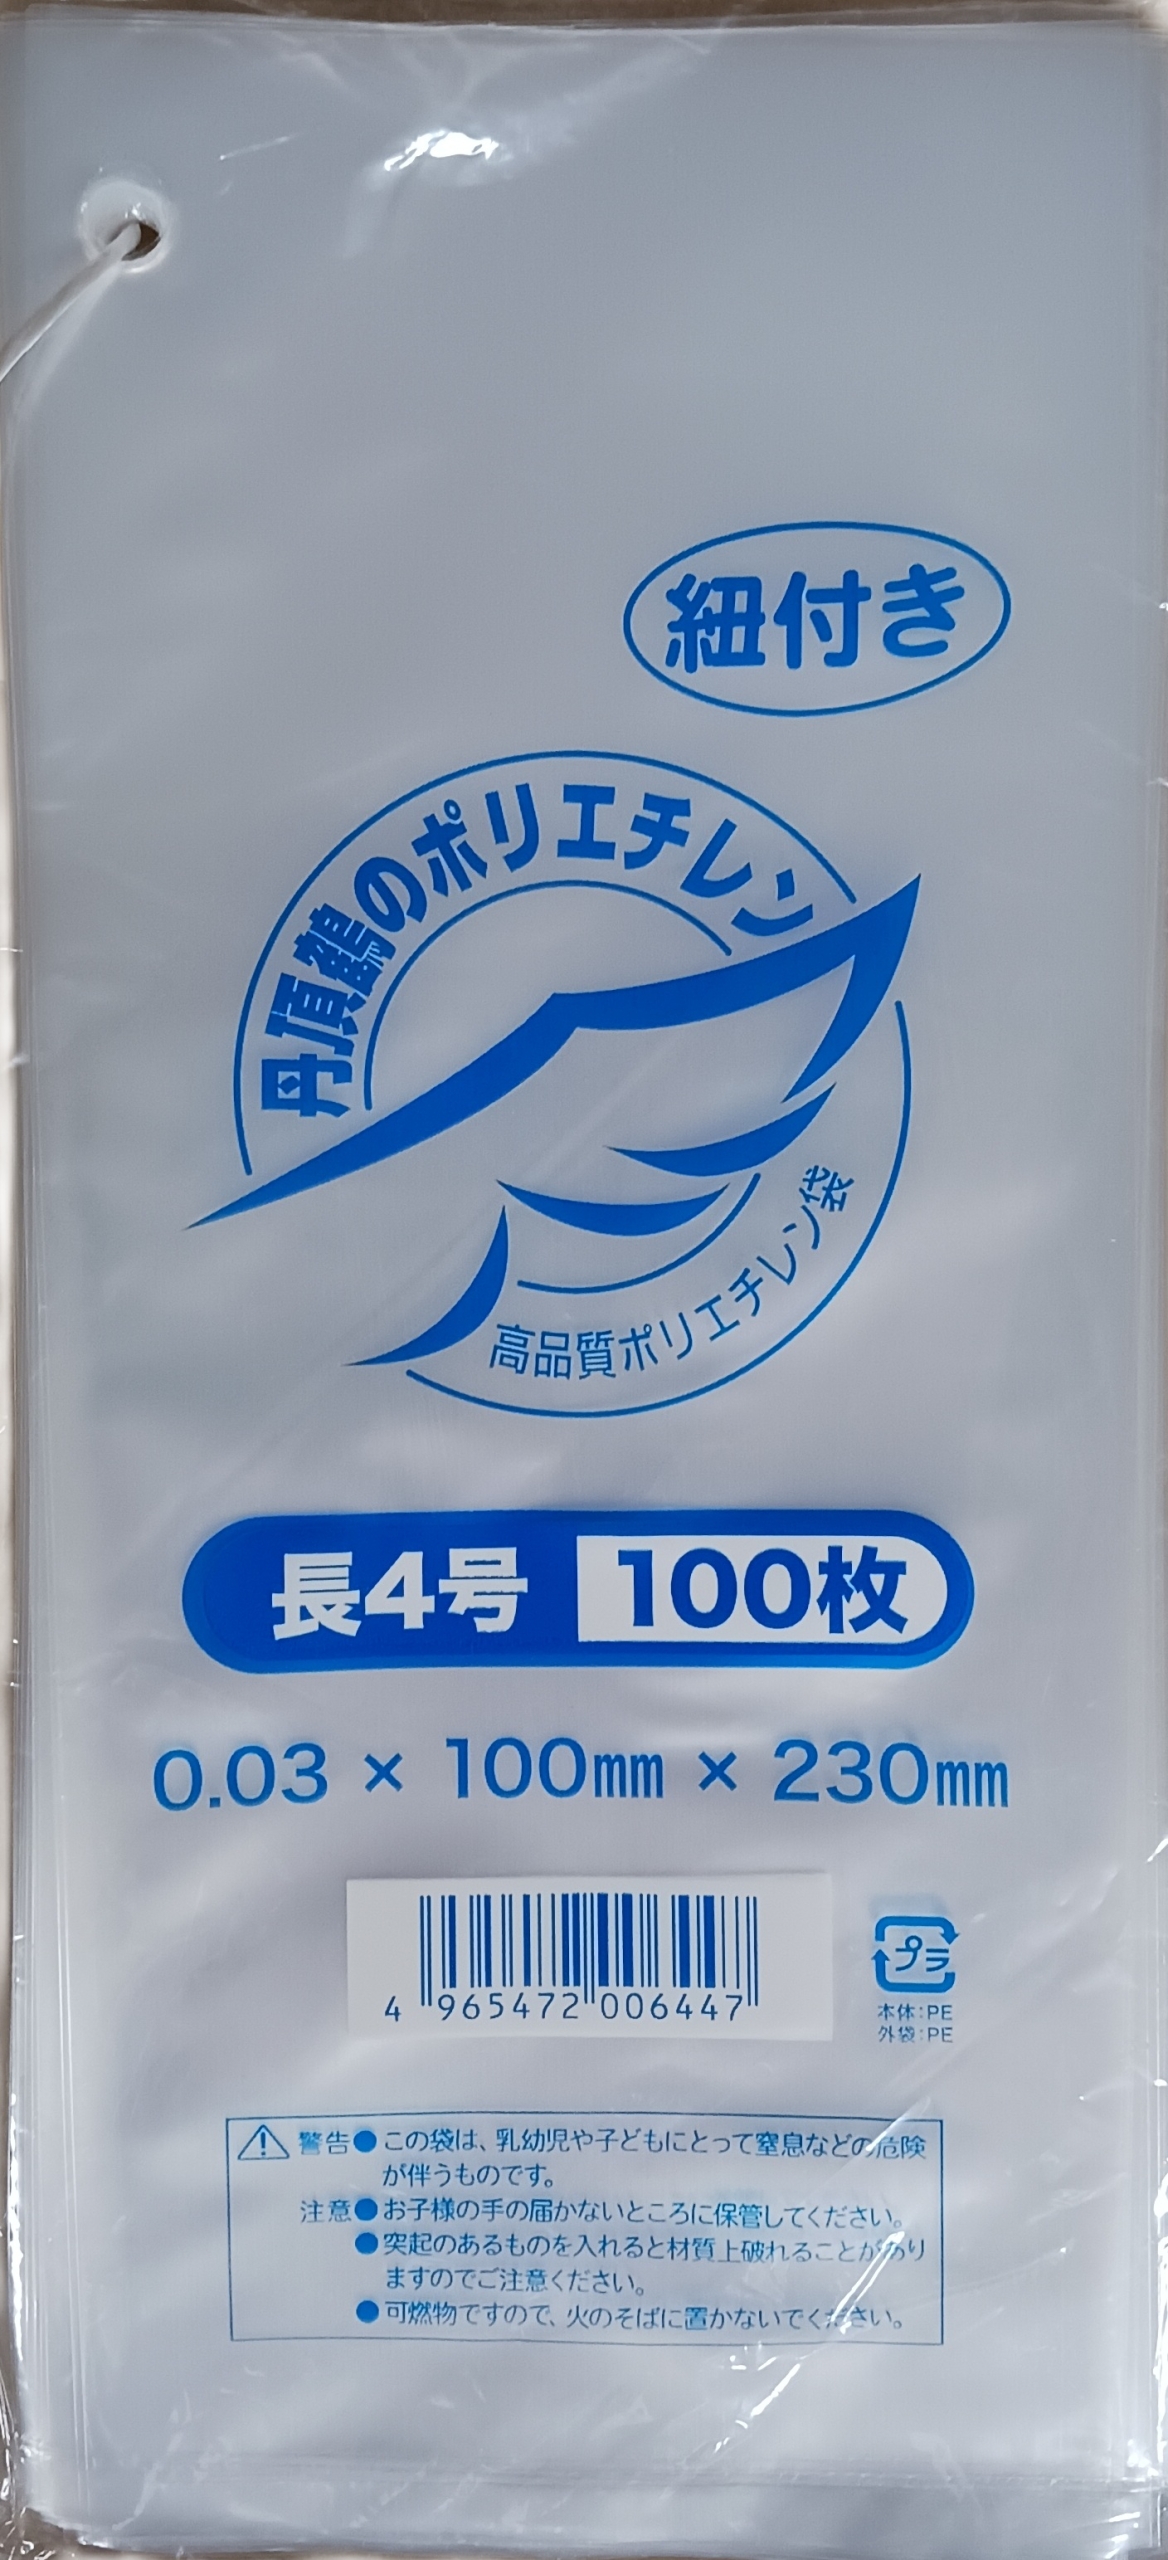 紐付き
丹頂鶴のポリエチレン
高品質ポリエチレン袋
長4号 100枚
0.03 × 100mm × 230mm
4 965472 006447
プラ
本体:PE
外袋:PE
警告●この袋は、乳幼児や子どもにとって窒息などの危険
が伴うものです。
注意●お子様の手の届かないところに保管してください。
●突起のあるものを入れると材質上破れることがあり
ますのでご注意ください。
●可燃物ですので、火のそばに置かないでください。